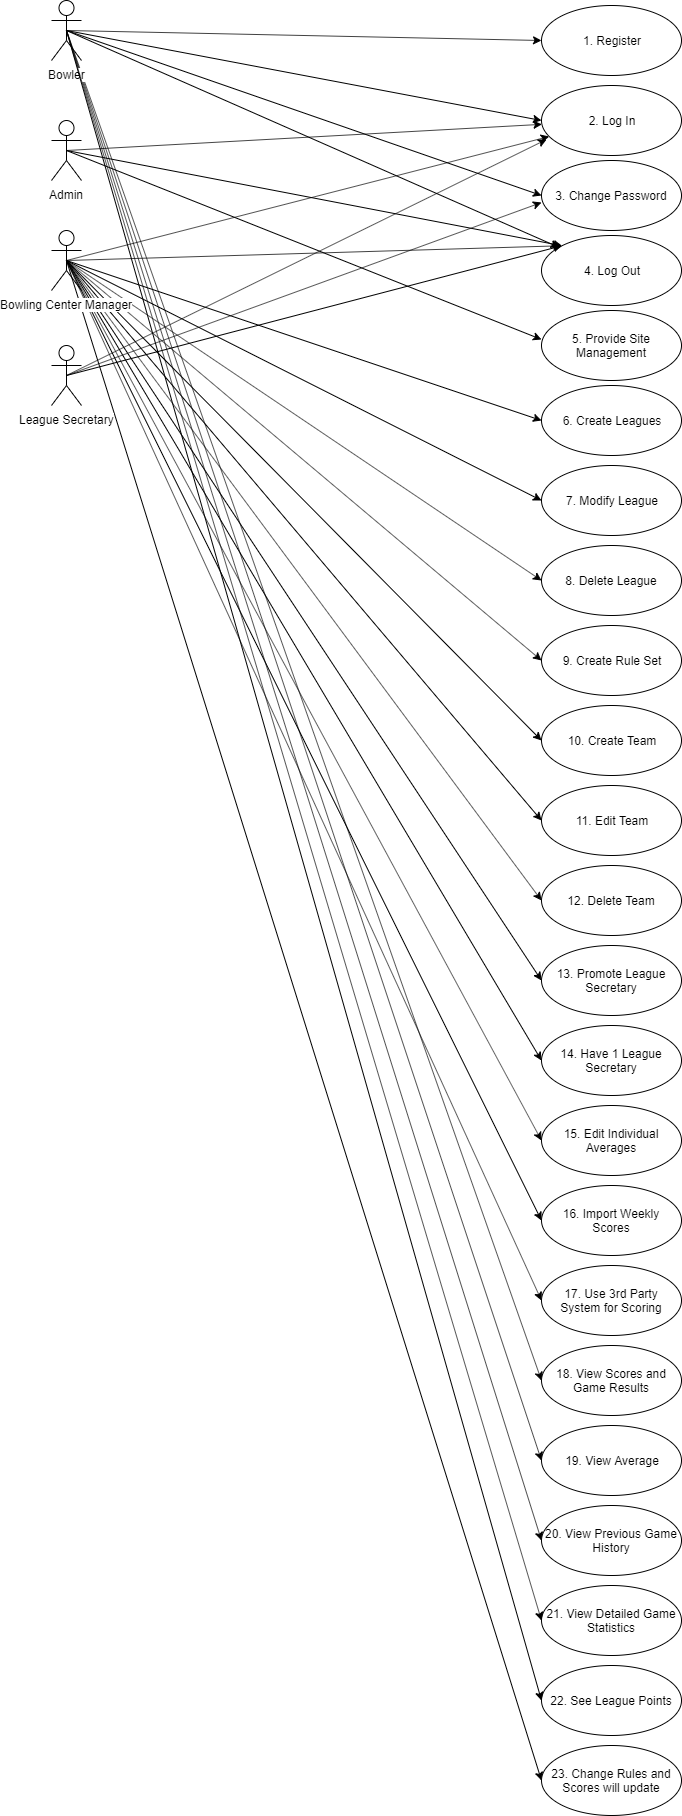 Bowler
Admin
Bowling Center Manager
League Secretary
1. Register
2. Log In
3. Change Password
4. Log Out
5. Provide Site
Management
6. Create Leagues
7. Modify League
8. Delete League
9. Create Rule Set
10. Create Team
11. Edit Team
12. Delete Team
13. Promote League
Secretary
14. Have 1 League
Secretary
15. Edit Individual
Averages
16. Import Weekly
Scores
17. Use 3rd Party
System for Scoring
18. View Scores and
Game Results
19. View Average
20. View Previous Game
History
21. View Detailed Game
Statistics
22. See League Points
23. Change Rules and
Scores will update